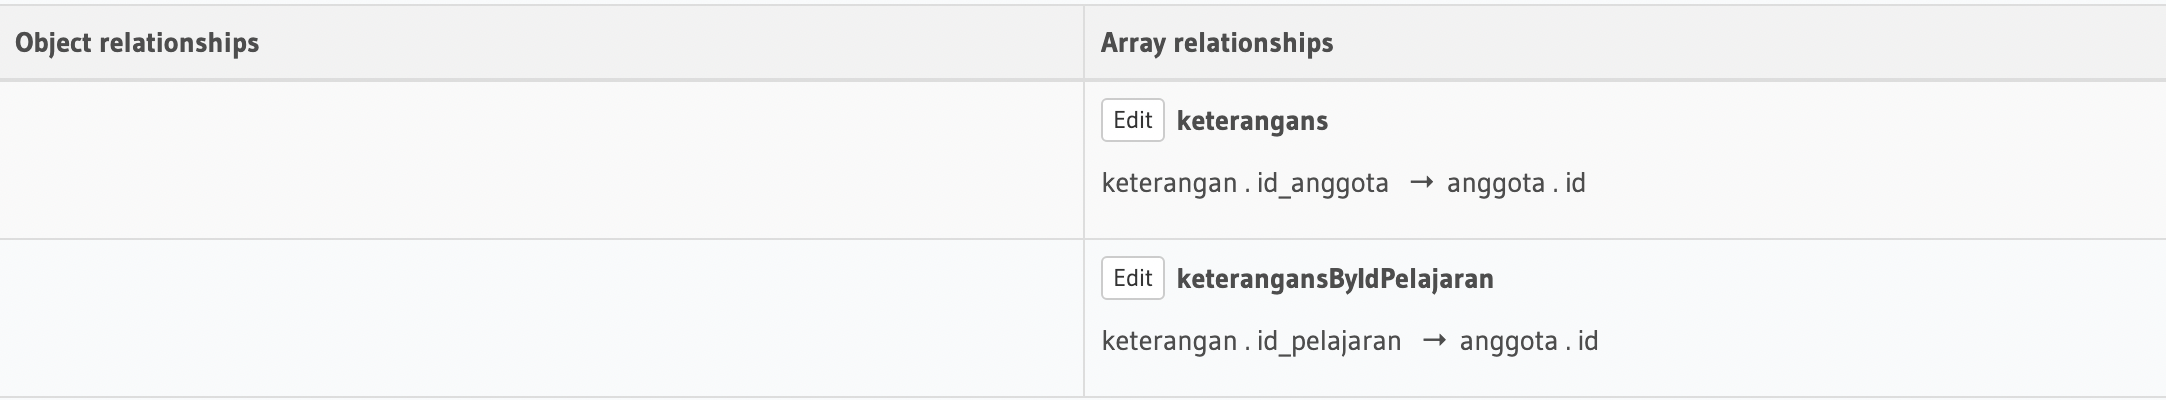 Object relationships
Array relationships
Edit keterangans
keterangan . id_anggota → anggota . id
Edit keterangansByIdPelajaran
keterangan . id_pelajaran → anggota . id